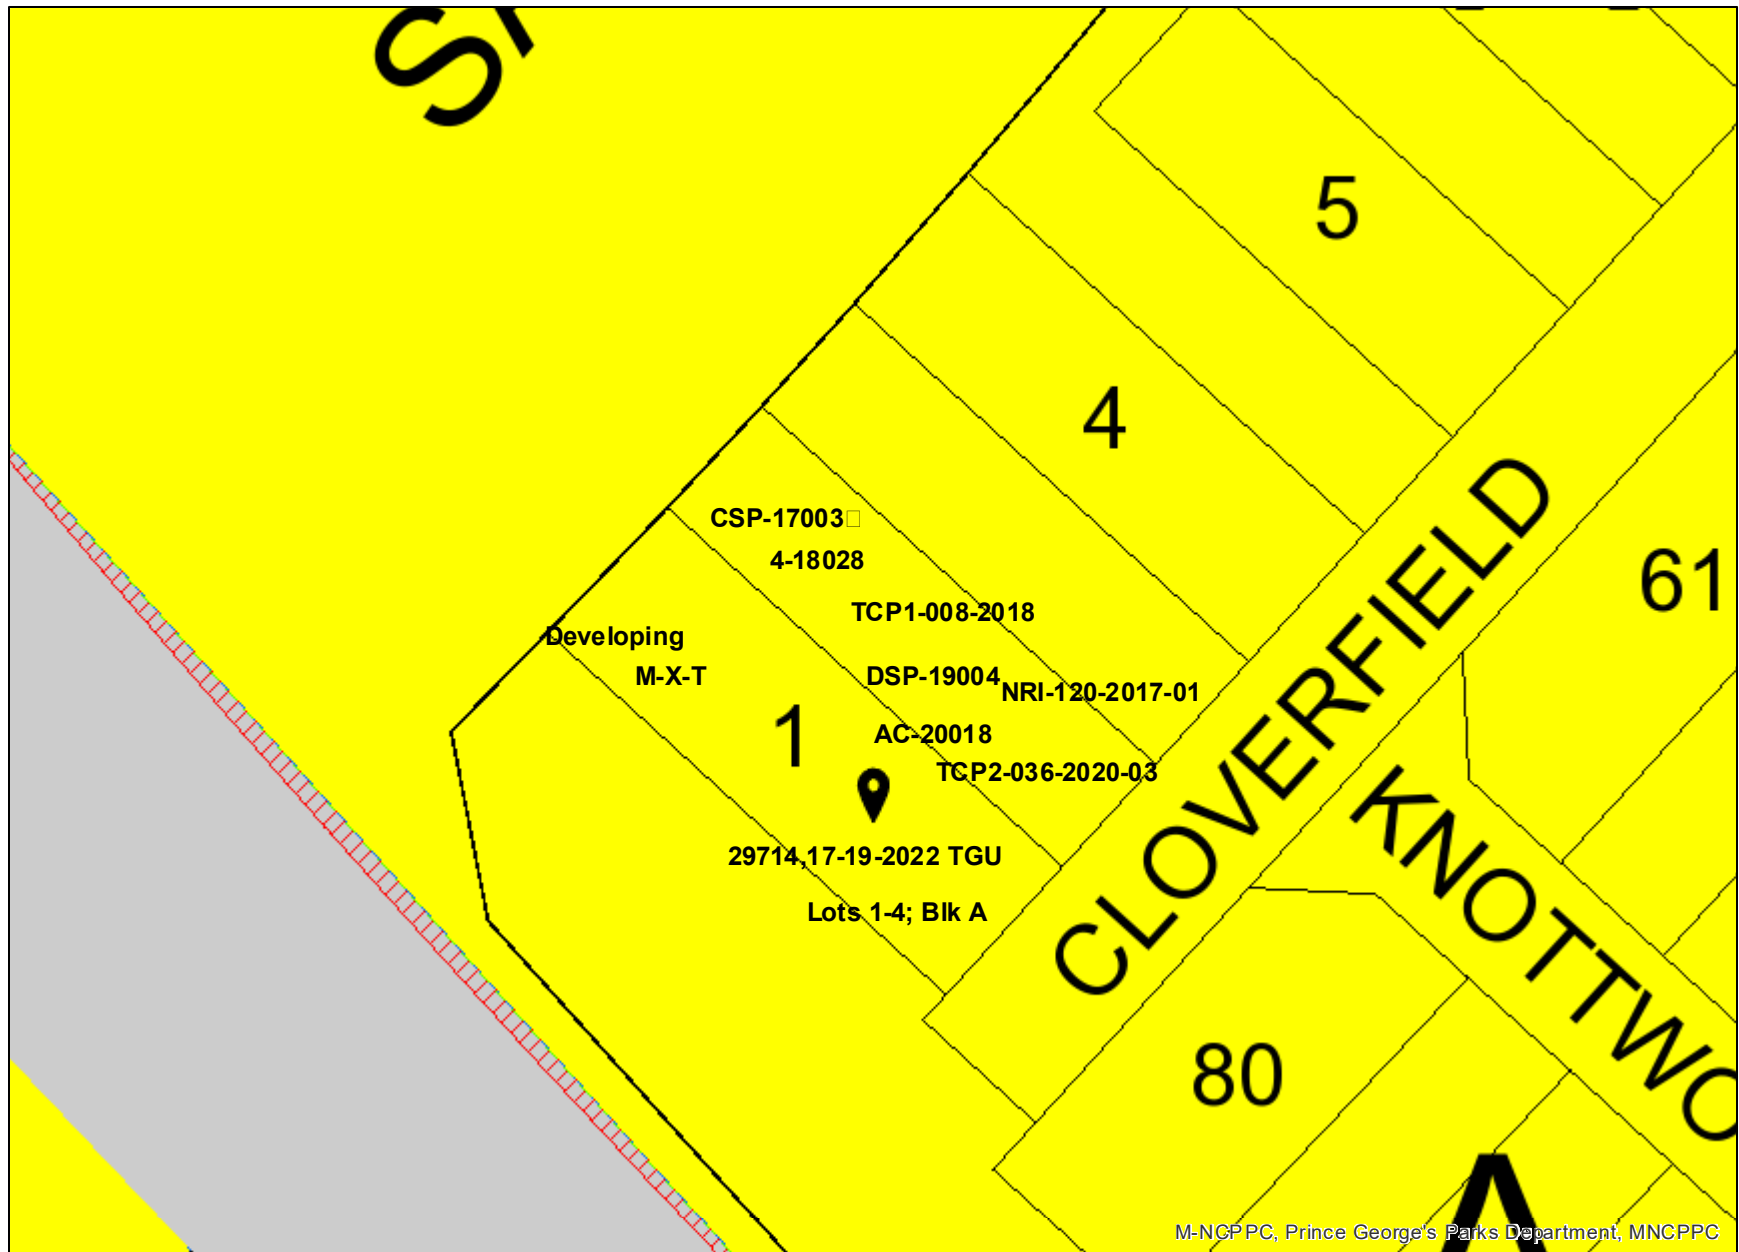 5
4
CSP-17003
4-18028
61
TCP1-008-2018
Developing
M-X-T
DSP-19004
NRI-120-2017-01
1
AC-20018
TCP2-036-2020-03
CLOVERFIELD
29714,17-19-2022 TGU
Lots 1-4; Blk A
80
A
M-NCPPC, Prince George's Parks Department, MNCPPC